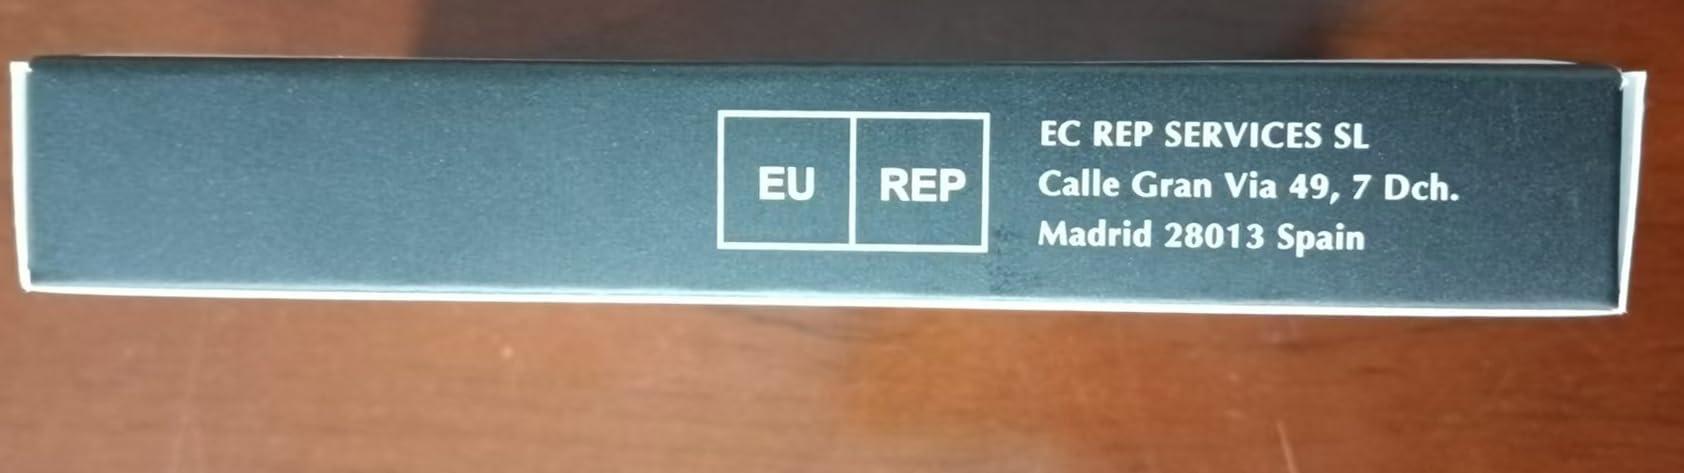 EU REP
EC REP SERVICES SL
Calle Gran Via 49, 7 Dch.
Madrid 28013 Spain